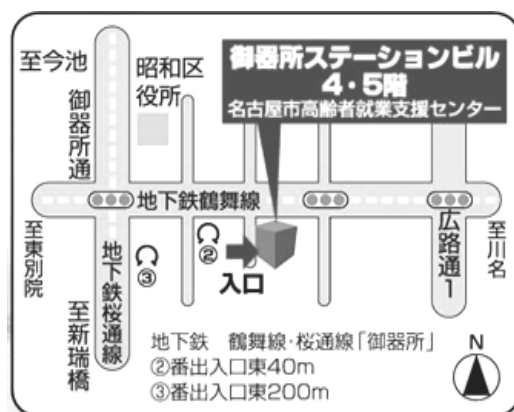 至今池
御器所通
昭和区
役所
御器所ステーションビル
4・5階
名古屋市高齢者就業支援センター
地下鉄鶴舞線
至東別院
地下鉄桜通線
至新瑞橋
③
②
入口
広路通1
至川名
地下鉄 鶴舞線・桜通線「御器所」
②番出入口東40m
③番出入口東200m
N